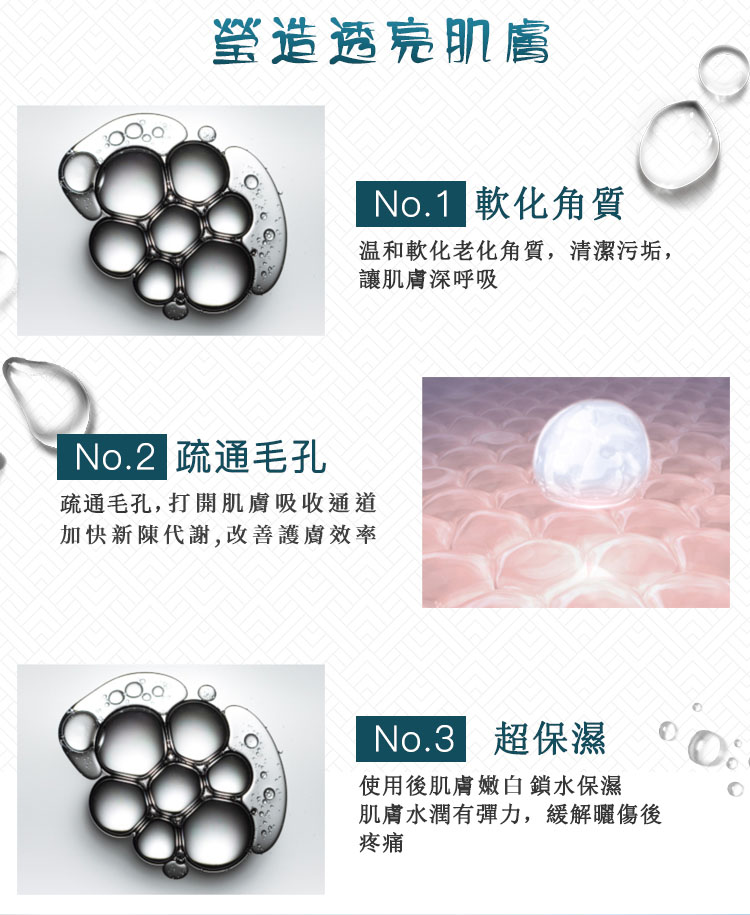 瑩造透亮肌膚
No.1 軟化角質
温和軟化老化角質，清潔污垢，
讓肌膚深呼吸
No.2 疏通毛孔
疏通毛孔,打開肌膚吸收通道
加快新陳代謝,改善護膚效率
No.3 超保濕
使用後肌膚嫩白鎖水保濕
肌膚水潤有彈力，緩解曬傷後
疼痛